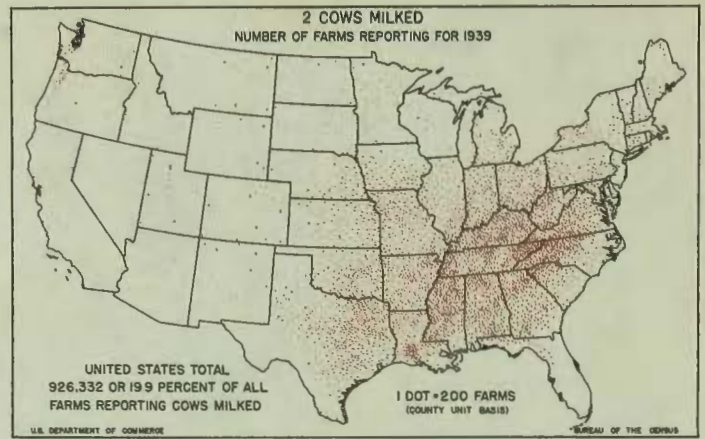 2 COWS MILKED
NUMBER OF FARMS REPORTING FOR 1939
UNITED STATES TOTAL
926,332 OR 19.9 PERCENT OF ALL
FARMS REPORTING COWS MILKED
1 DOT = 200 FARMS
(COUNTY UNIT BASIS)
U.S. DEPARTMENT OF COMMERCE
BUREAU OF THE CENSUS